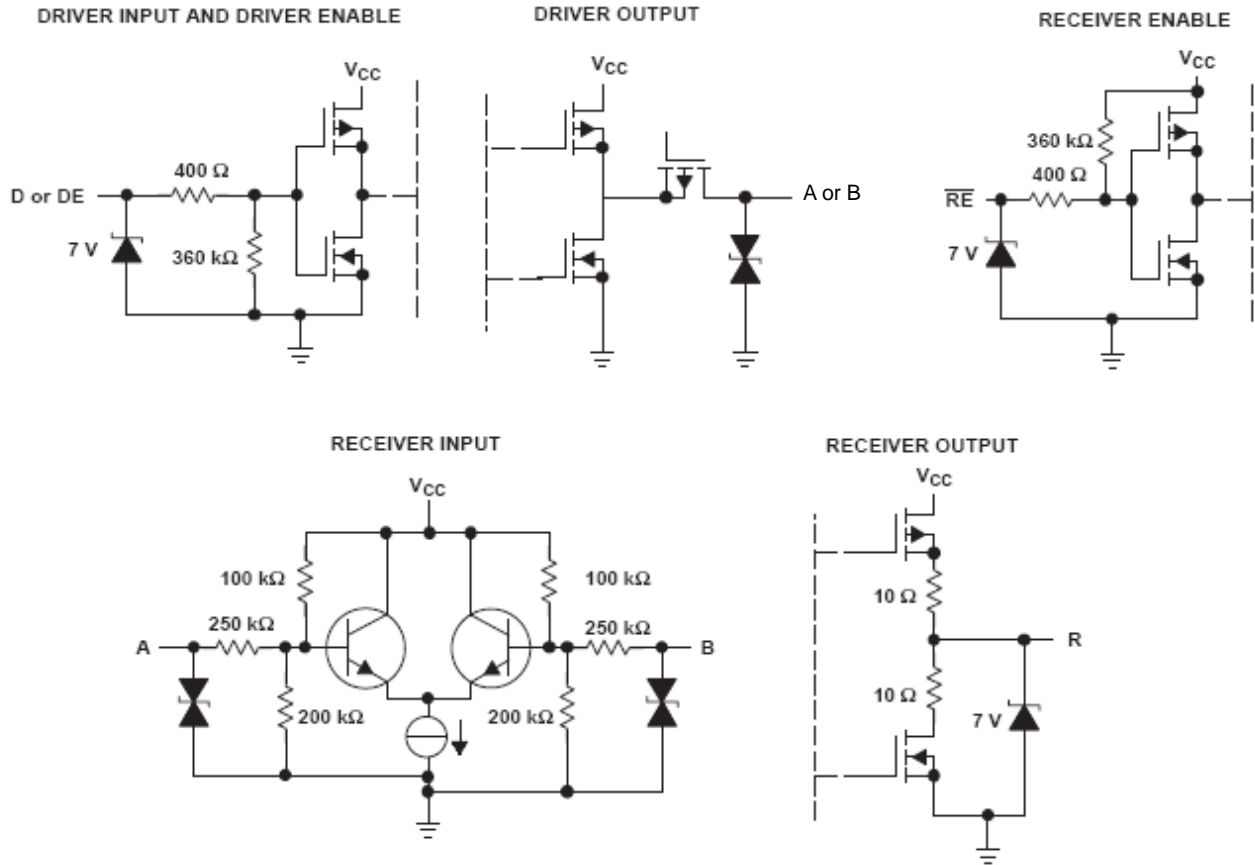 DRIVER INPUT AND DRIVER ENABLE
VCC
400 Ω
D or DE
7 V
360 kΩ
DRIVER OUTPUT
VCC
A or B
RECEIVER ENABLE
VCC
360 kΩ
400 Ω
RE
7 V
RECEIVER INPUT
VCC
100 kΩ
100 kΩ
250 kΩ
250 kΩ
A
B
200 kΩ
200 kΩ
RECEIVER OUTPUT
VCC
10 Ω
R
10 Ω
7 V